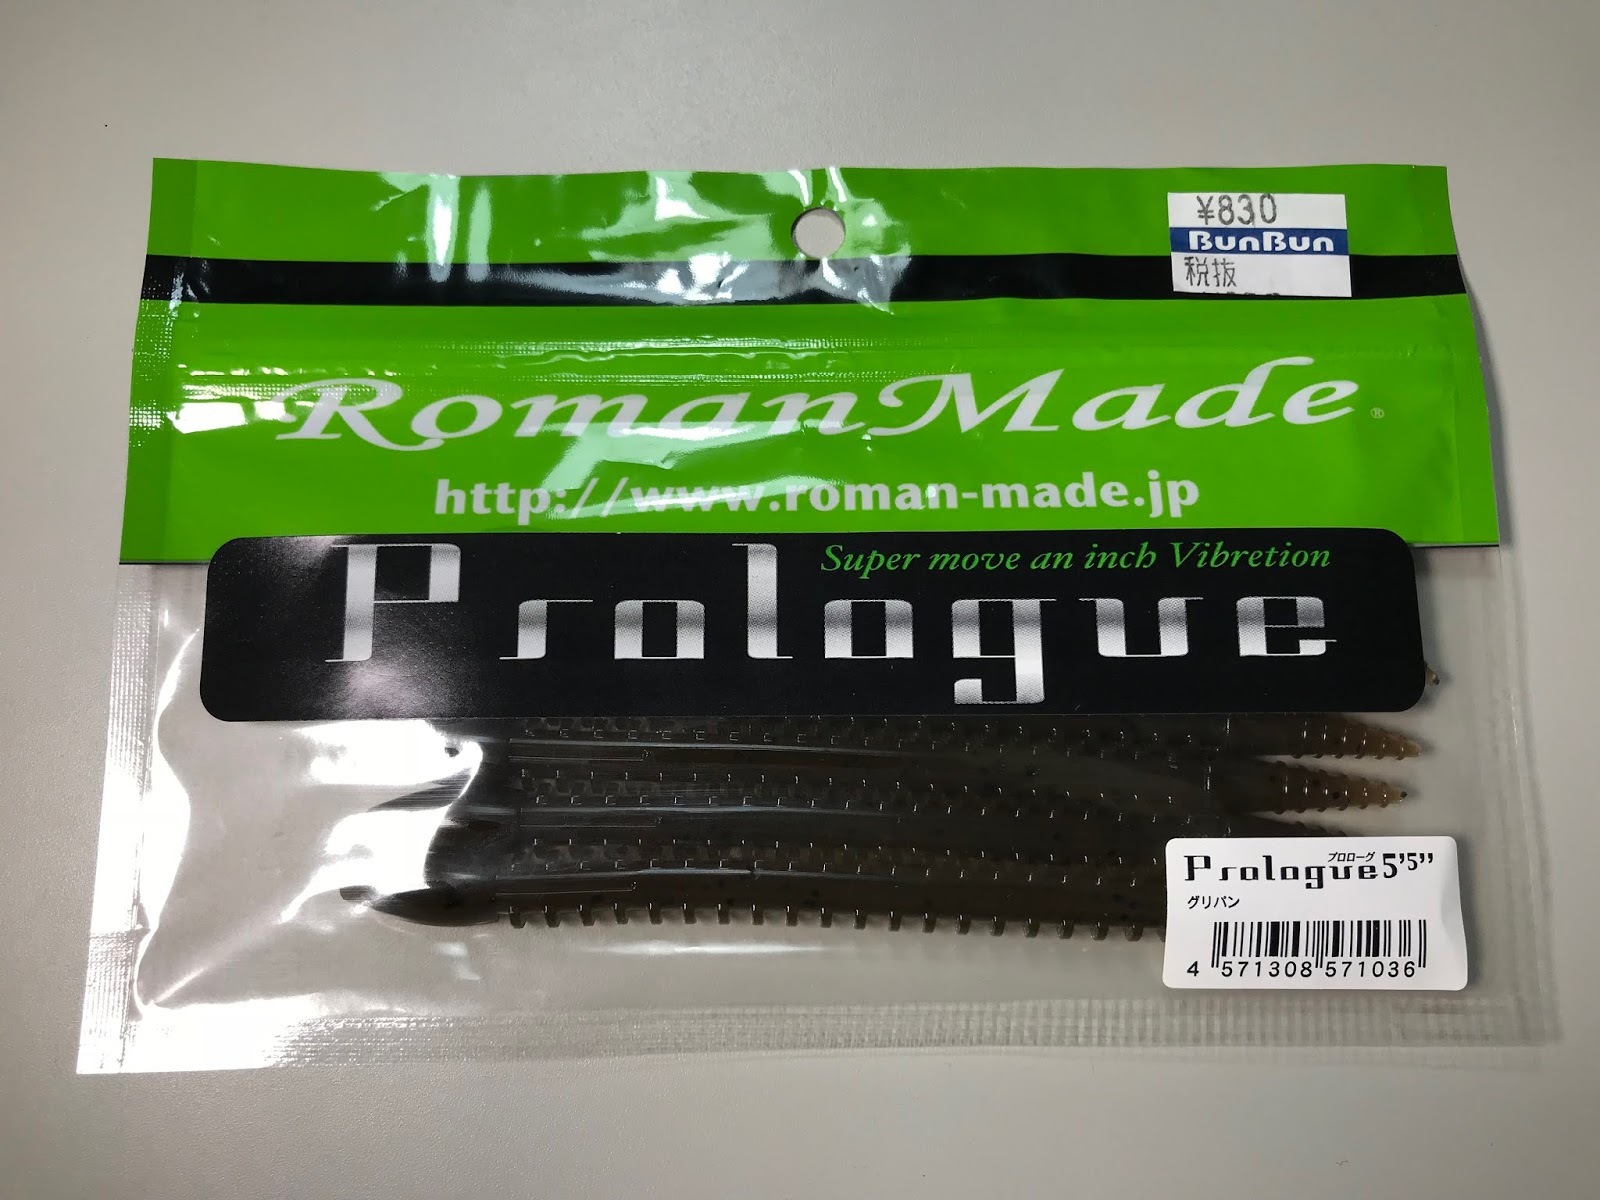 ¥830
BunBun
税抜
RomanMade®
http://www.roman-made.jp
Super move an inch Vibretion
Prologue
プロローグ
Prologue 5'5"
グリパン
4 571308 571036